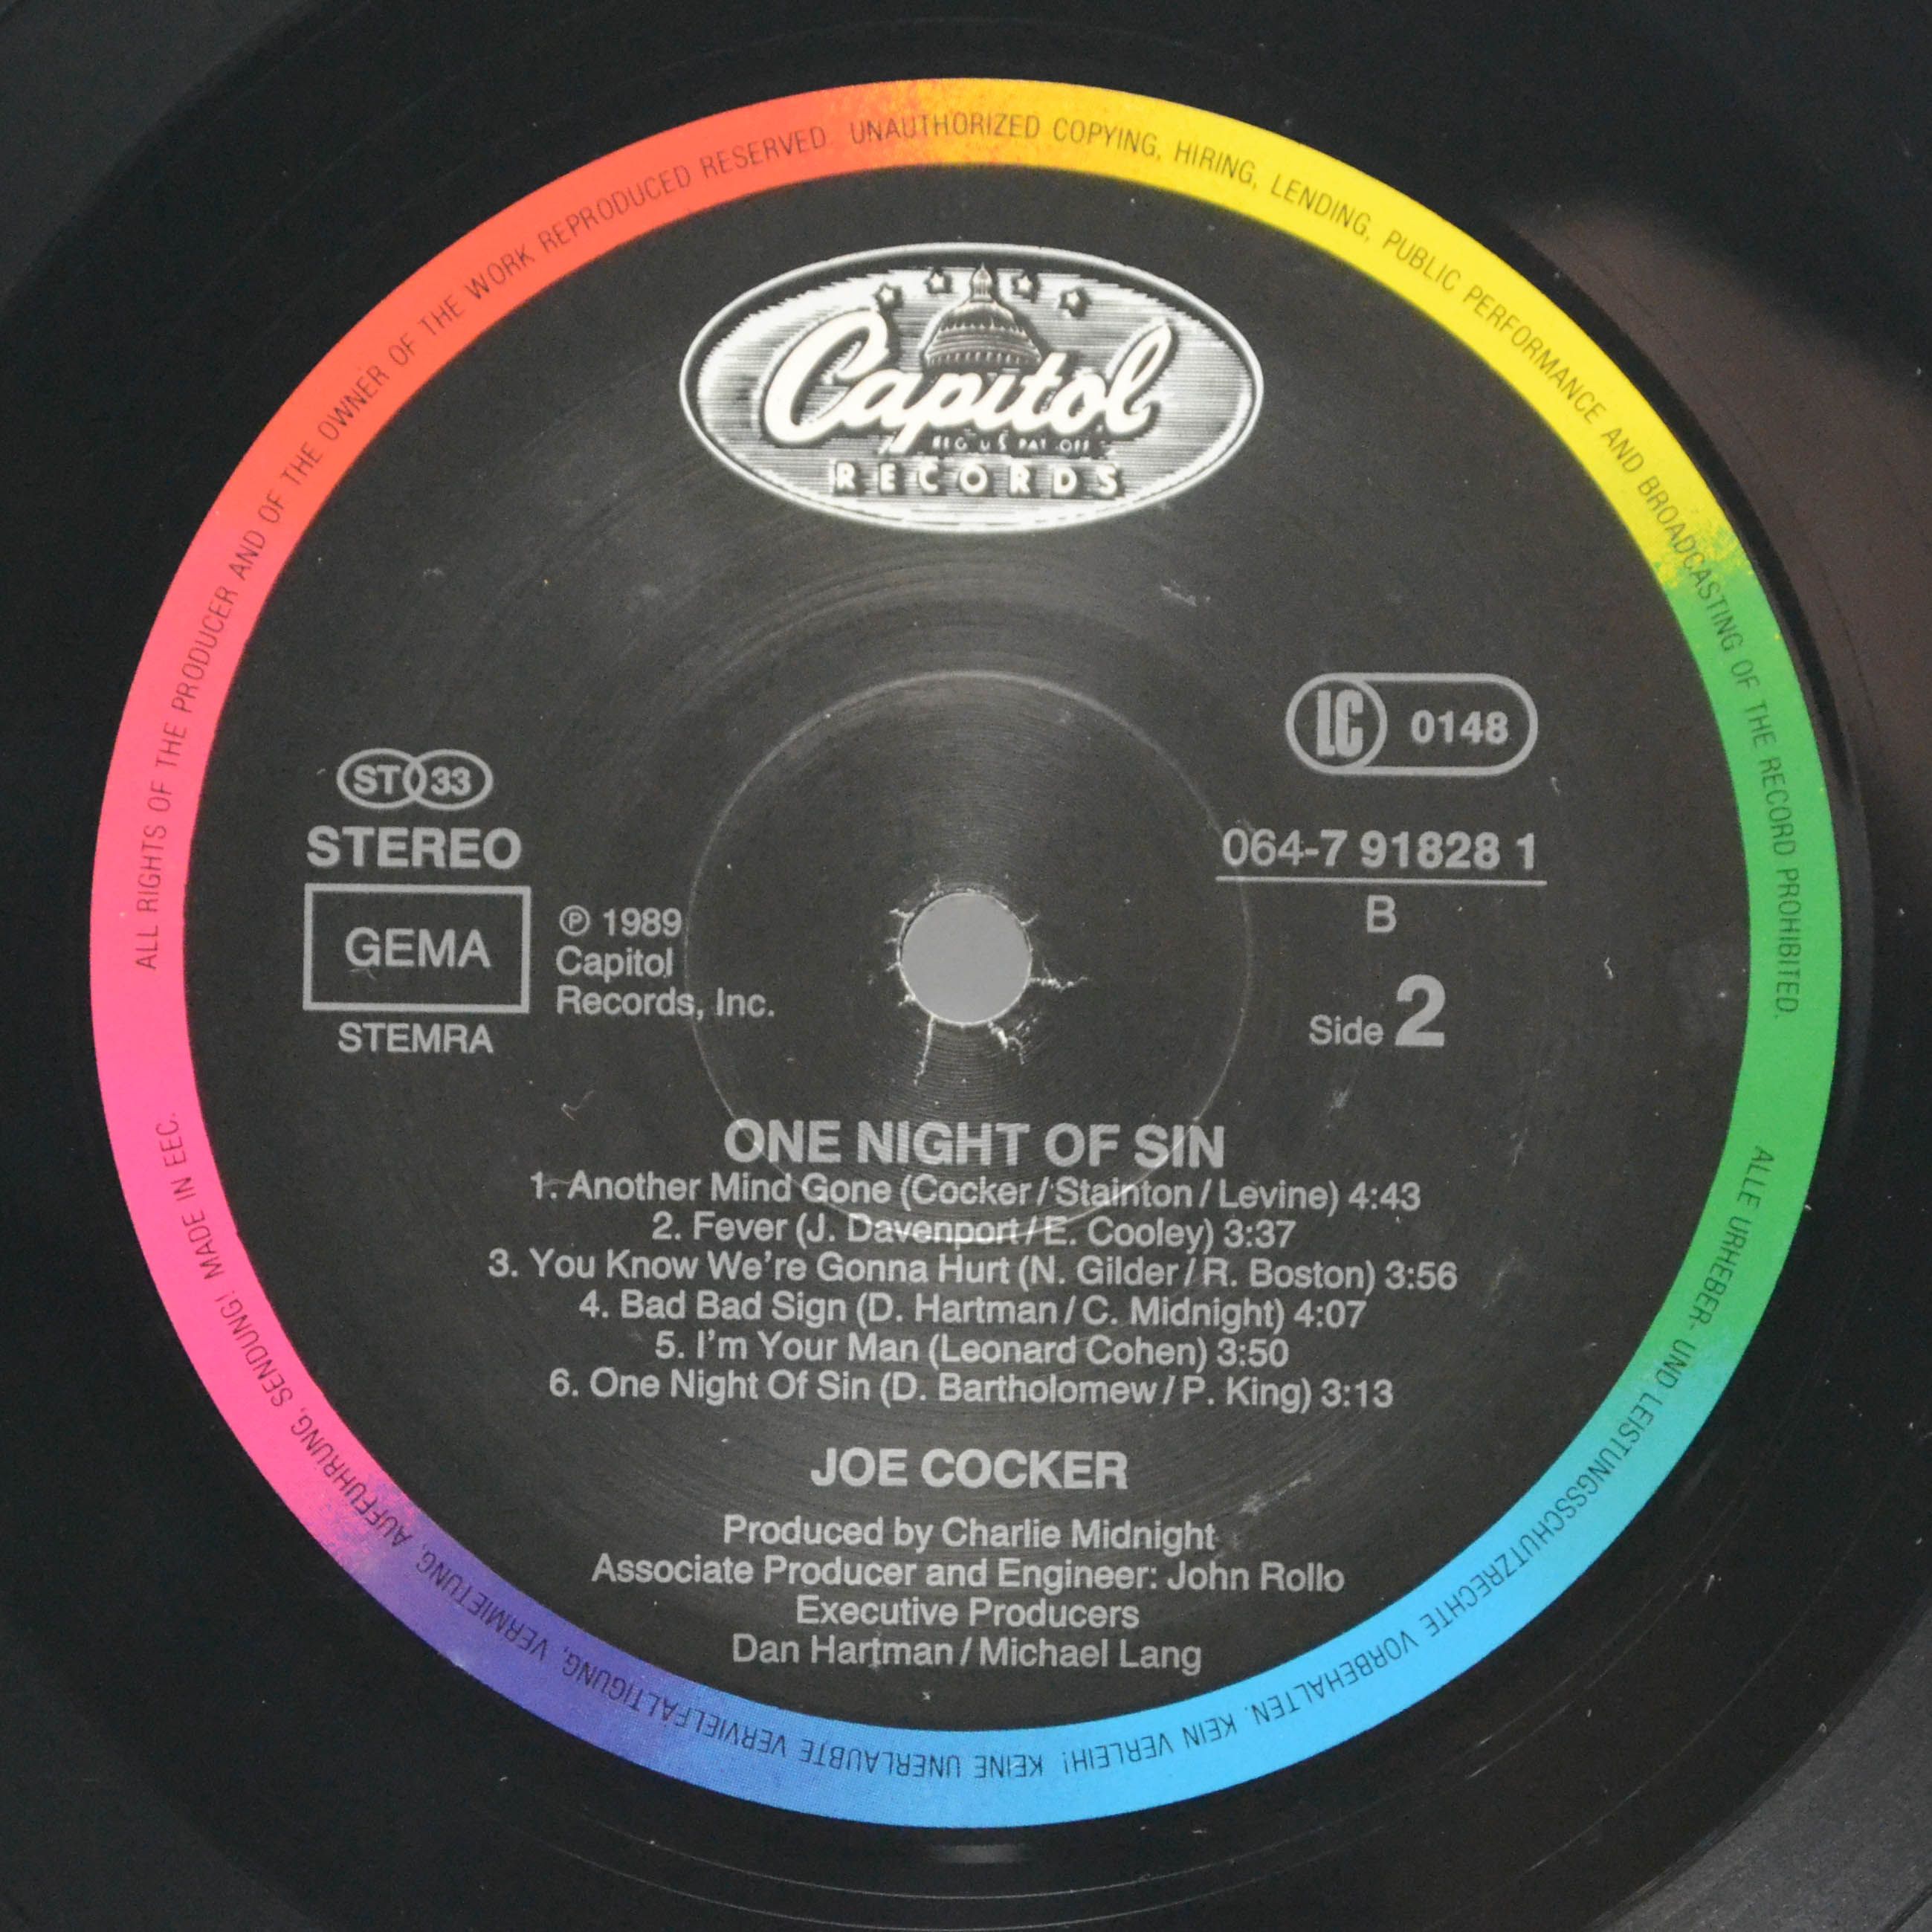 ALL RIGHTS OF THE PRODUCER AND OF THE OWNER OF THE WORK REPRODUCED RESERVED UNAUTHORIZED COPYING, HIRING, LENDING, PUBLIC PERFORMANCE AND BROADCASTING OF THE RECORD PROHIBITED.
Capitol
REG. U.S. PAT. OFF.
RECORDS
LC 0148
ST 33
STEREO
GEMA
STEMRA
℗ 1989
Capitol
Records, Inc.
064-7 91828 1
B
Side 2
ONE NIGHT OF SIN
1. Another Mind Gone (Cocker/Stainton/Levine) 4:43
2. Fever (J. Davenport/E. Cooley) 3:37
3. You Know We're Gonna Hurt (N. Gilder/R. Boston) 3:56
4. Bad Bad Sign (D. Hartman/C. Midnight) 4:07
5. I'm Your Man (Leonard Cohen) 3:50
6. One Night Of Sin (D. Bartholomew/P. King) 3:13
JOE COCKER
Produced by Charlie Midnight
Associate Producer and Engineer: John Rollo
Executive Producers
Dan Hartman/Michael Lang
ALLE URHEBER- UND LEISTUNGSSCHUTZRECHTE VORBEHALTEN. KEIN VERLEIH! KEINE UNERLAUBTE VERVIELFÄLTIGUNG, VERMIETUNG, AUFFÜHRUNG, SENDUNG! MADE IN EEC.